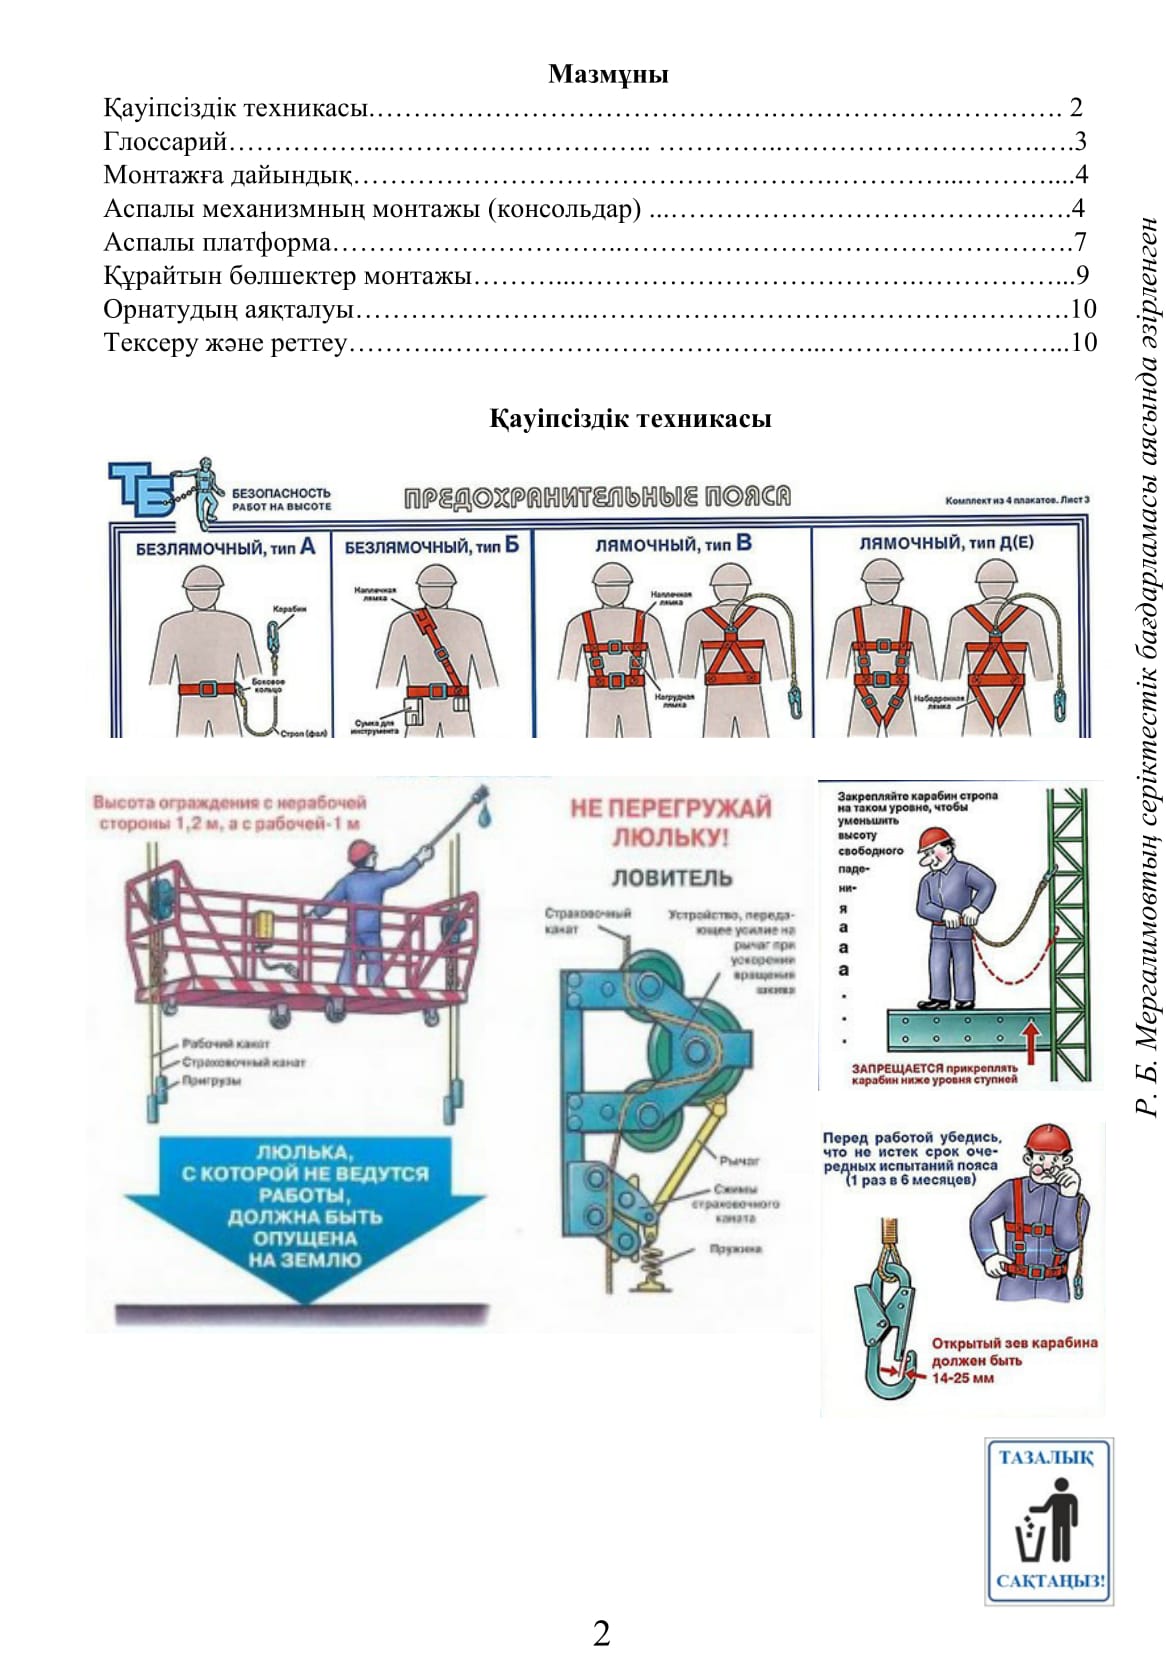 Мазмұны
Қауіпсіздік техникасы…………………………………………………………………. 2
Глоссарий……………...……………………….. …………..……………………….….3
Монтажға дайындық…………………………………………….…………...………....4
Аспалы механизмның монтажы (консольдар) ...………………………………….….4
Аспалы платформа…………………………..………………………………………….7
Құрайтын бөлшектер монтажы………...…………………………….……………...9
Орнатудың аяқталуы……………………..…………………………………………….10
Тексеру және реттеу……….…………………………………..……………………...10
Қауіпсіздік техникасы
ТБ
БЕЗОПАСНОСТЬ
РАБОТ НА ВЫСОТЕ
ПРЕДОХРАНИТЕЛЬНЫЕ ПОЯСА
Комплект из 4 плакатов. Лист 3
БЕЗЛЯМОЧНЫЙ, тип А
Карабин
Боковое
кольцо
Строп (фал)
БЕЗЛЯМОЧНЫЙ, тип Б
Наплечная
лямка
Сумка для
инструмента
ЛЯМОЧНЫЙ, тип В
Наплечная
лямка
Нагрудная
лямка
ЛЯМОЧНЫЙ, тип Д(Е)
Набедренная
лямка
Высота ограждения с нерабочей
стороны 1,2 м, а с рабочей-1 м
Рабочий канат
Страховочный канат
Пригрузы
ЛЮЛЬКА,
С КОТОРОЙ НЕ ВЕДУТСЯ
РАБОТЫ,
ДОЛЖНА БЫТЬ
ОПУЩЕНА
НА ЗЕМЛЮ
НЕ ПЕРЕГРУЖАЙ
ЛЮЛЬКУ!
ЛОВИТЕЛЬ
Страховочный
канат
Устройство, переда-
ющее усилие на
рычаг при
ускорении
вращения
шкива
Рычаг
Сжимы
страховочного
каната
Пружина
Закрепляйте карабин стропа
на таком уровне, чтобы
уменьшить
высоту
свободного
паде-
ни-
я
а
а
а
.
.
.
ЗАПРЕЩАЕТСЯ прикреплять
карабин ниже уровня ступней
Перед работой убедись,
что не истек срок оче-
редных испытаний пояса
(1 раз в 6 месяцев)
Открытый зев карабина
должен быть
14-25 мм
ТАЗАЛЫҚ
САҚТАҢЫЗ!
Р. Б. Мергалимовтың серіктестік бағдарламасы аясында әзірленген
2